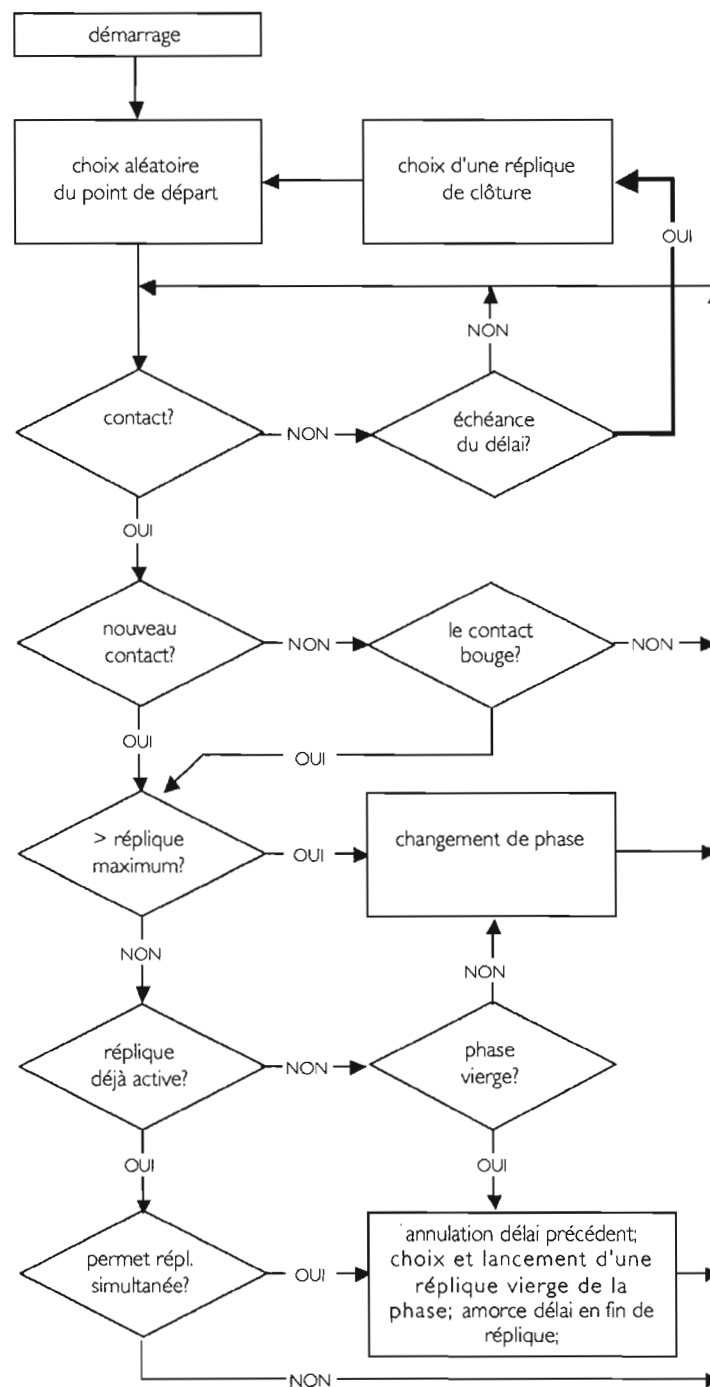 démarrage
choix aléatoire
du point de départ
choix d'une réplique
de clôture
OUI
NON
contact?
NON
échéance
du délai?
OUI
nouveau
contact?
NON
le contact
bouge?
NON
OUI
OUI
> réplique
maximum?
OUI
changement de phase
NON
NON
réplique
déjà active?
NON
phase
vierge?
OUI
OUI
permet répl.
simultanée?
OUI
annulation délai précédent;
choix et lancement d'une
réplique vierge de la
phase; amorce délai en fin de
réplique;
NON